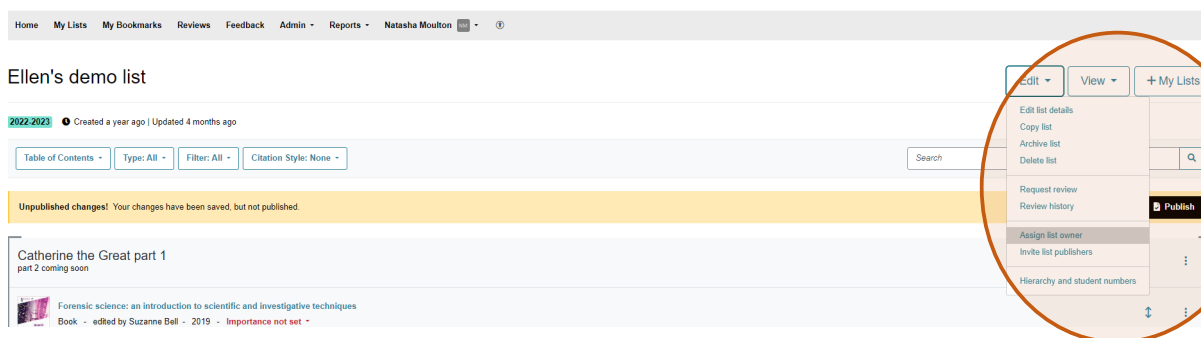 Home My Lists My Bookmarks Reviews Feedback Admin Reports Natasha Moulton NM
Ellen's demo list
Edit View + My Lists
2022-2023 Created a year ago | Updated 4 months ago
Edit list details
Copy list
Archive list
Delete list
Request review
Review history
Assign list owner
Invite list publishers
Hierarchy and student numbers
Table of Contents Type: All Filter: All Citation Style: None Search
Unpublished changes! Your changes have been saved, but not published. Publish
Catherine the Great part 1
part 2 coming soon
Forensic science: an introduction to scientific and investigative techniques
Book - edited by Suzanne Bell - 2019 - Importance not set